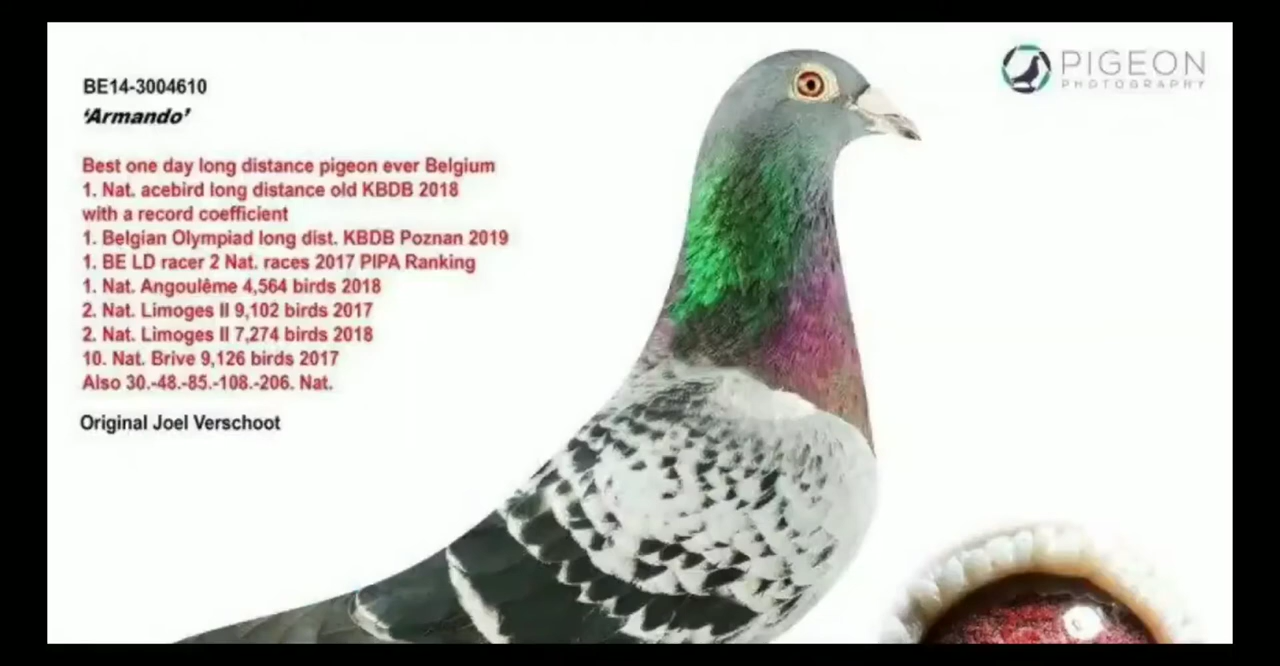 BE14-3004610
‘Armando’
Best one day long distance pigeon ever Belgium
1. Nat. acebird long distance old KBDB 2018
with a record coefficient
1. Belgian Olympiad long dist. KBDB Poznan 2019
1. BE LD racer 2 Nat. races 2017 PIPA Ranking
1. Nat. Angoulême 4,564 birds 2018
2. Nat. Limoges II 9,102 birds 2017
2. Nat. Limoges II 7,274 birds 2018
10. Nat. Brive 9,126 birds 2017
Also 30.-48.-85.-108.-206. Nat.
Original Joel Verschoot
PIGEON
PHOTOGRAPHY